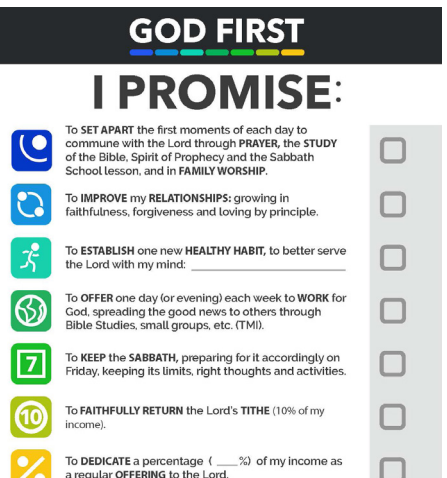 GOD FIRST
I PROMISE:
To SET APART the first moments of each day to
commune with the Lord through PRAYER, the STUDY
of the Bible, Spirit of Prophecy and the Sabbath
School lesson, and in FAMILY WORSHIP.
To IMPROVE my RELATIONSHIPS: growing in
faithfulness, forgiveness and loving by principle.
To ESTABLISH one new HEALTHY HABIT, to better serve
the Lord with my mind: ____________________
To OFFER one day (or evening) each week to WORK for
God, spreading the good news to others through
Bible Studies, small groups, etc. (TMI).
7
To KEEP the SABBATH, preparing for it accordingly on
Friday, keeping its limits, right thoughts and activities.
10
To FAITHFULLY RETURN the Lord's TITHE (10% of my
income).
%
To DEDICATE a percentage ( ___%) of my income as
a regular OFFERING to the Lord.